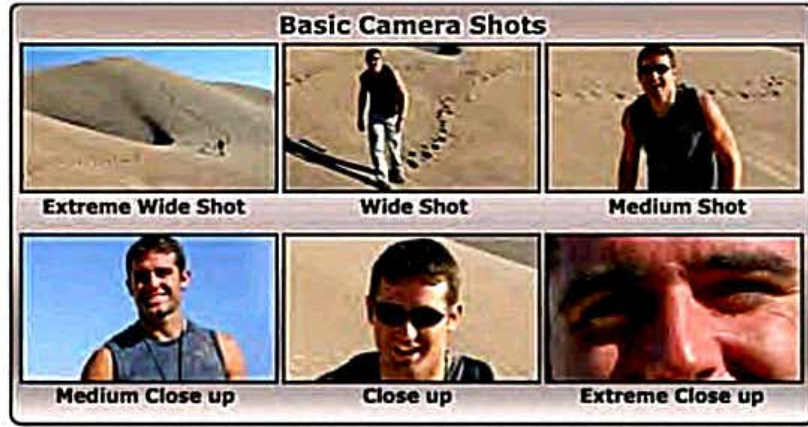 Basic Camera Shots
Extreme Wide Shot
Wide Shot
Medium Shot
Medium Close up
Close up
Extreme Close up